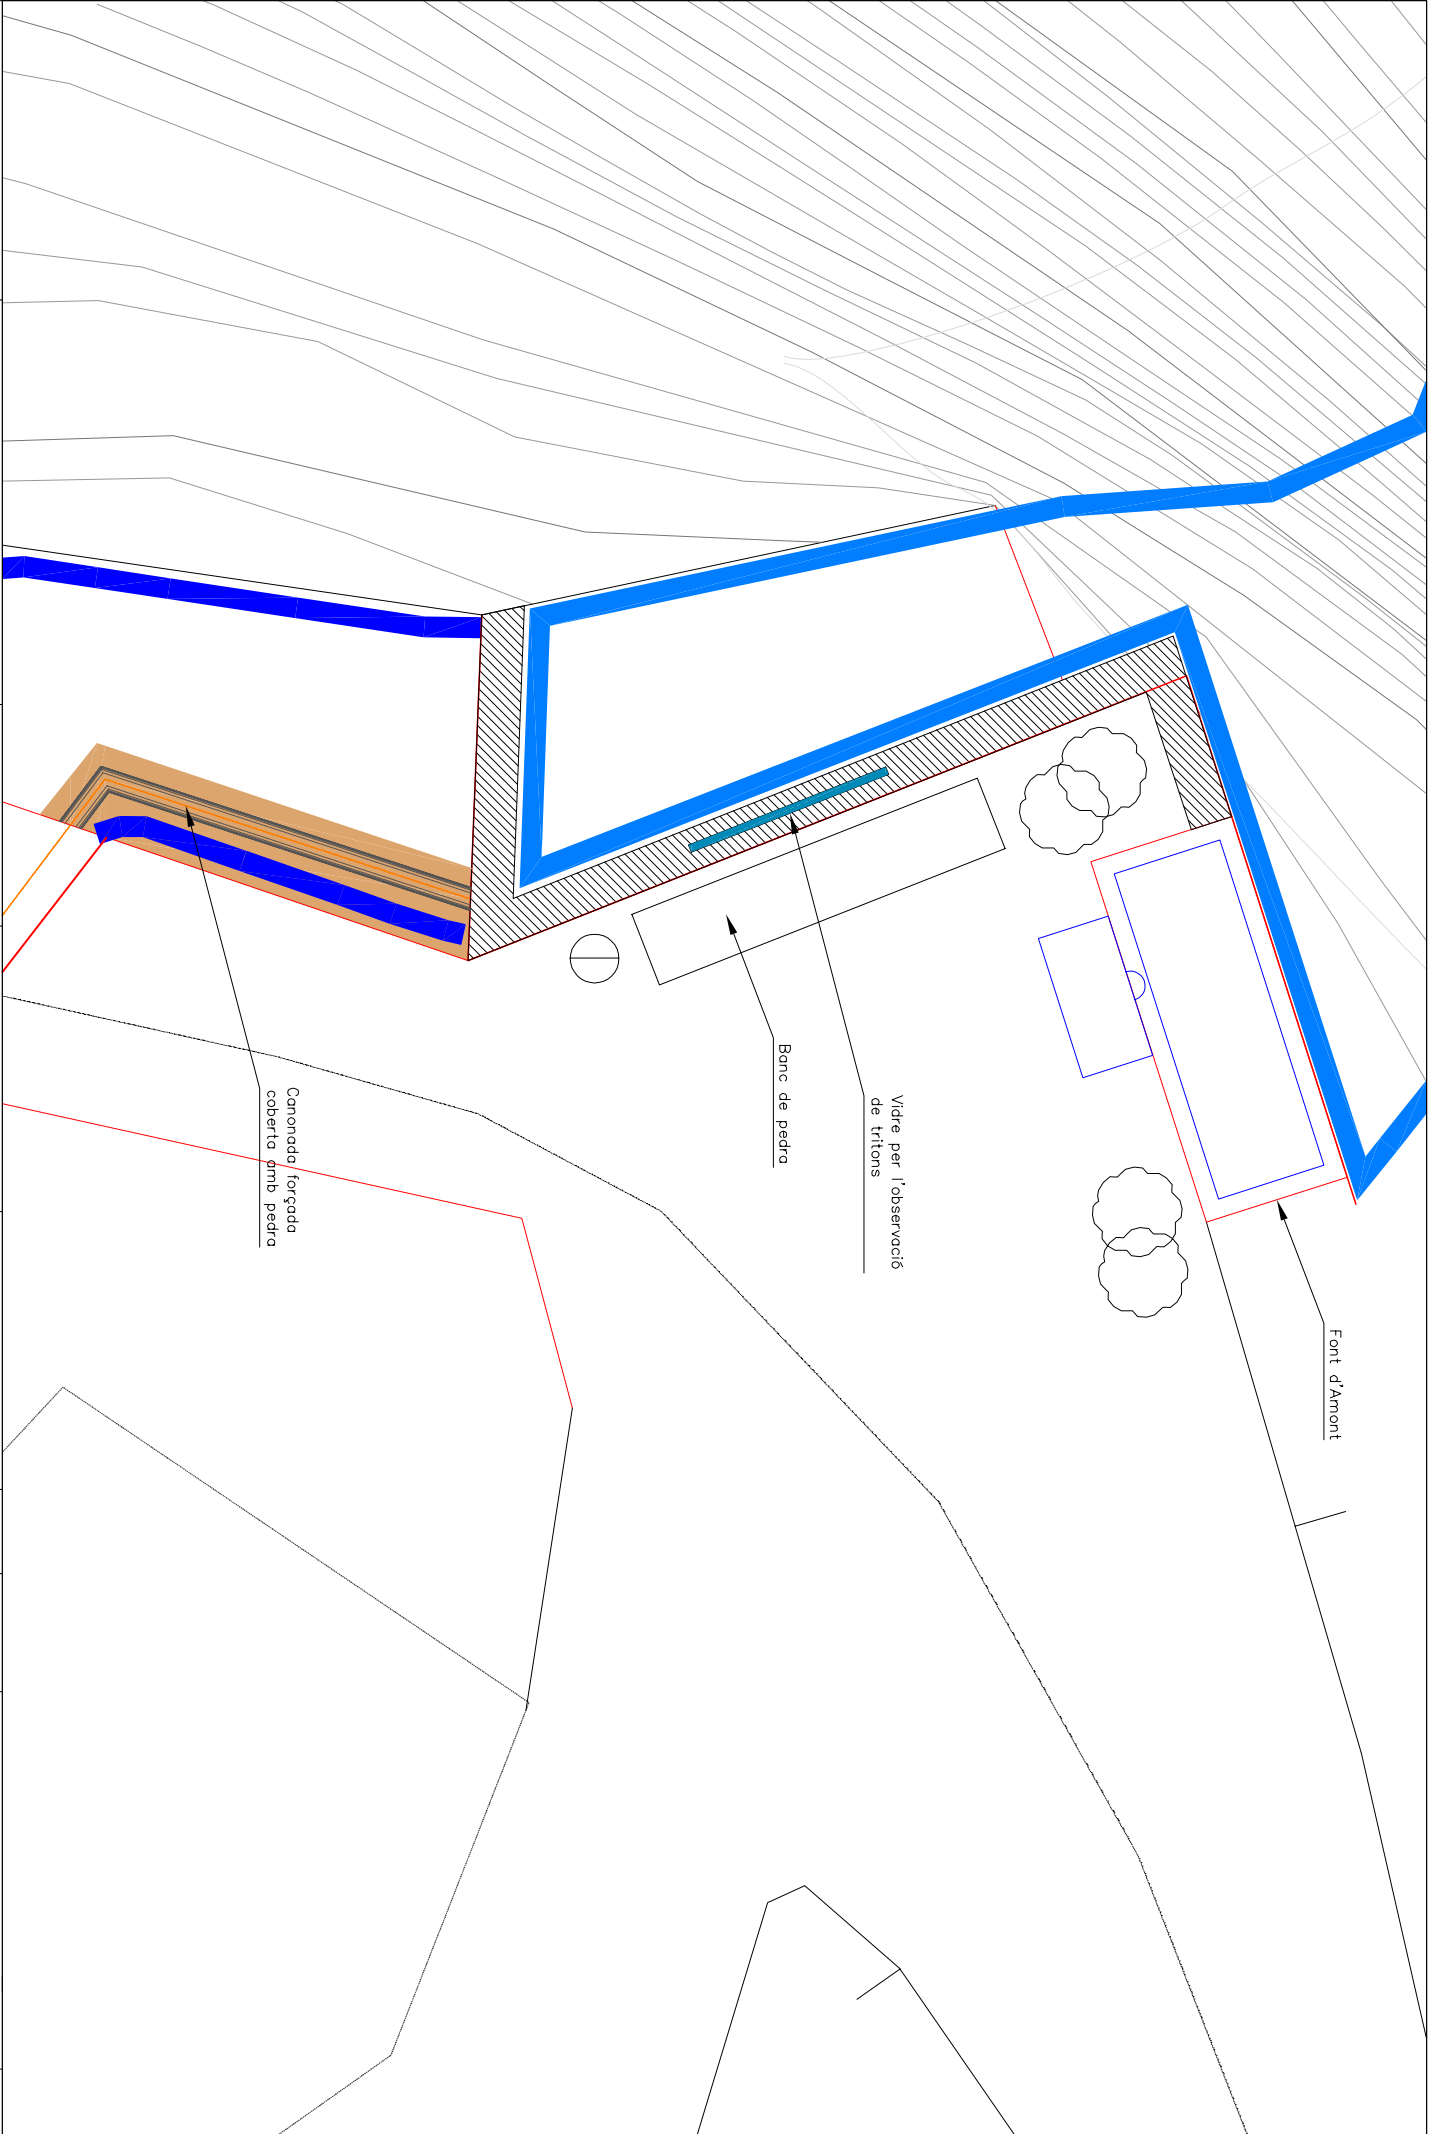 Font d'Amont
Vidre per l'observació
de tritons
Banc de pedra
Canonada forçada
coberta amb pedra